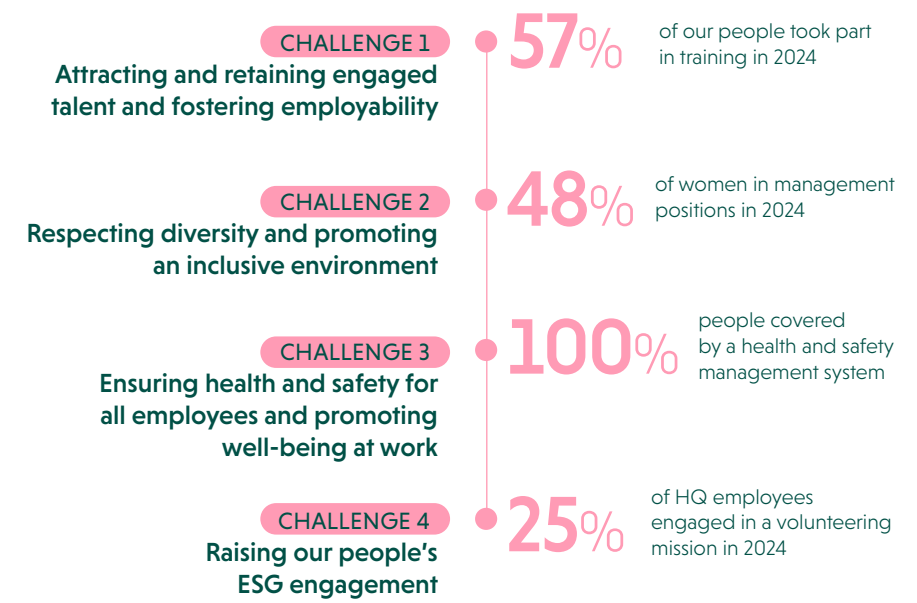 CHALLENGE 1
Attracting and retaining engaged
talent and fostering employability
57%
of our people took part
in training in 2024
CHALLENGE 2
Respecting diversity and promoting
an inclusive environment
48%
of women in management
positions in 2024
CHALLENGE 3
Ensuring health and safety for
all employees and promoting
well-being at work
100%
people covered
by a health and safety
management system
CHALLENGE 4
Raising our people's
ESG engagement
25%
of HQ employees
engaged in a volunteering
mission in 2024